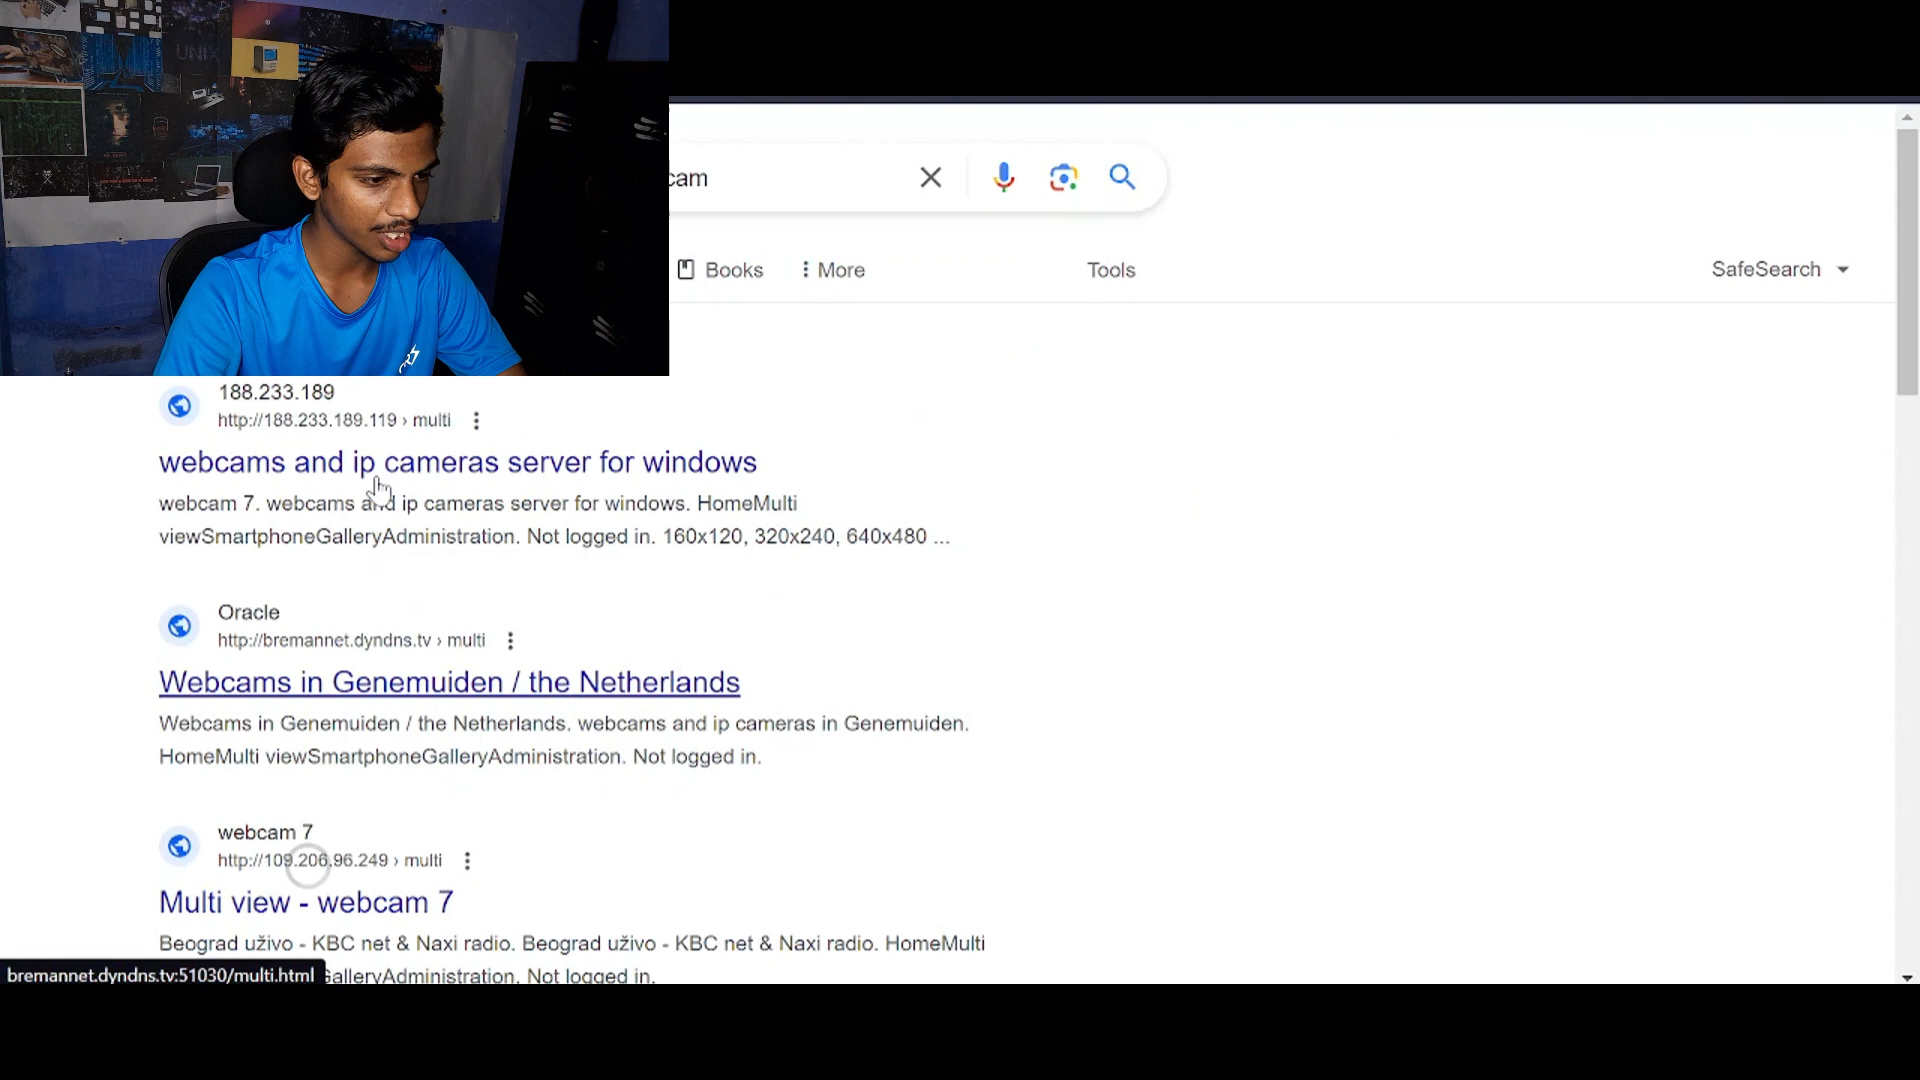 UNIX
cam
Books
More
Tools
SafeSearch
188.233.189
http://188.233.189.119 › multi
webcams and ip cameras server for windows
webcam 7. webcams and ip cameras server for windows. HomeMulti
viewSmartphoneGalleryAdministration. Not logged in. 160x120, 320x240, 640x480 ...
Oracle
http://bremannet.dyndns.tv › multi
Webcams in Genemuiden / the Netherlands
Webcams in Genemuiden / the Netherlands. webcams and ip cameras in Genemuiden.
HomeMulti viewSmartphoneGalleryAdministration. Not logged in.
webcam 7
http://109.206.96.249 › multi
Multi view - webcam 7
Beograd uživo - KBC net & Naxi radio. Beograd uživo - KBC net & Naxi radio. HomeMulti
GalleryAdministration. Not logged in.
bremannet.dyndns.tv:51030/multi.html